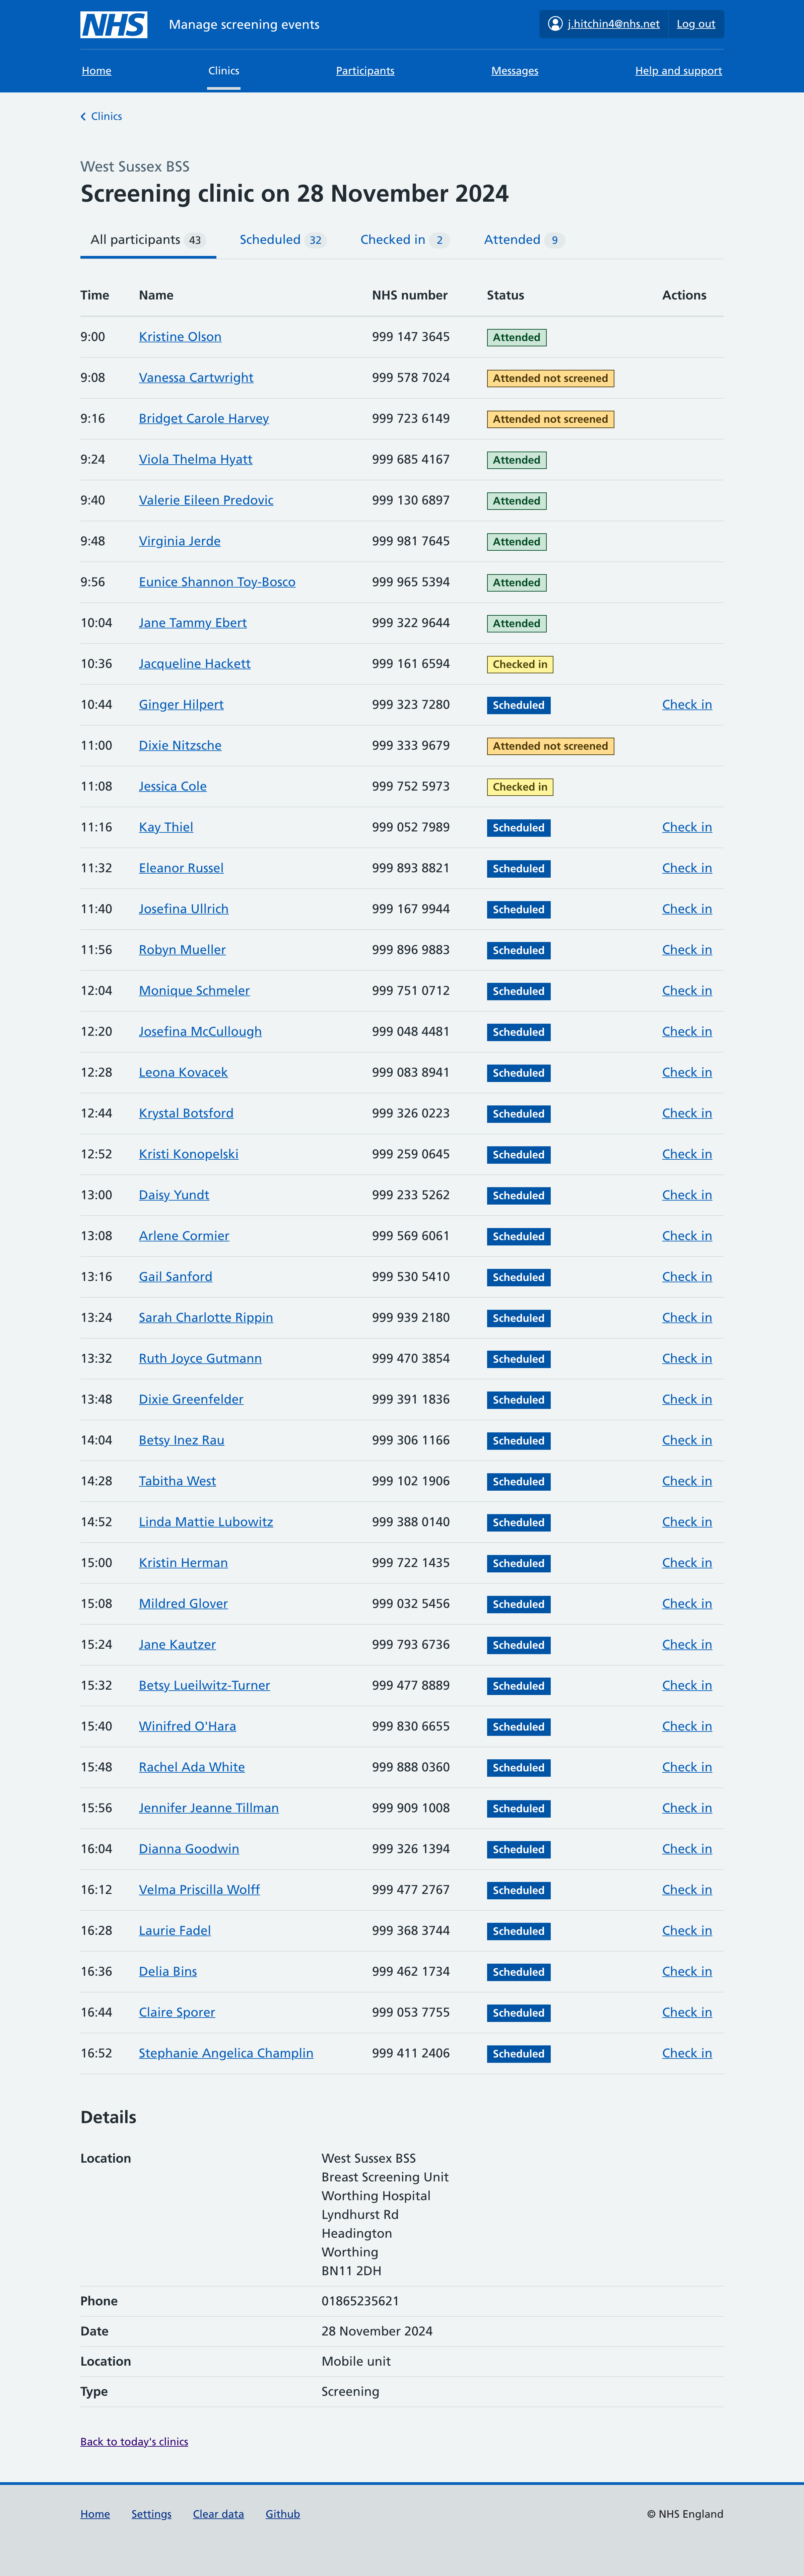 NHS Manage screening events j.hitchin4@nhs.net Log out
Home Clinics Participants Messages Help and support
Clinics
West Sussex BSS
Screening clinic on 28 November 2024
All participants 43 Scheduled 32 Checked in 2 Attended 9
Time Name NHS number Status Actions
9:00 Kristine Olson 999 147 3645 Attended
9:08 Vanessa Cartwright 999 578 7024 Attended not screened
9:16 Bridget Carole Harvey 999 723 6149 Attended not screened
9:24 Viola Thelma Hyatt 999 685 4167 Attended
9:40 Valerie Eileen Predovic 999 130 6897 Attended
9:48 Virginia Jerde 999 981 7645 Attended
9:56 Eunice Shannon Toy-Bosco 999 965 5394 Attended
10:04 Jane Tammy Ebert 999 322 9644 Attended
10:36 Jacqueline Hackett 999 161 6594 Checked in
10:44 Ginger Hilpert 999 323 7280 Scheduled Check in
11:00 Dixie Nitzsche 999 333 9679 Attended not screened
11:08 Jessica Cole 999 752 5973 Checked in
11:16 Kay Thiel 999 052 7989 Scheduled Check in
11:32 Eleanor Russel 999 893 8821 Scheduled Check in
11:40 Josefina Ullrich 999 167 9944 Scheduled Check in
11:56 Robyn Mueller 999 896 9883 Scheduled Check in
12:04 Monique Schmeler 999 751 0712 Scheduled Check in
12:20 Josefina McCullough 999 048 4481 Scheduled Check in
12:28 Leona Kovacek 999 083 8941 Scheduled Check in
12:44 Krystal Botsford 999 326 0223 Scheduled Check in
12:52 Kristi Konopelski 999 259 0645 Scheduled Check in
13:00 Daisy Yundt 999 233 5262 Scheduled Check in
13:08 Arlene Cormier 999 569 6061 Scheduled Check in
13:16 Gail Sanford 999 530 5410 Scheduled Check in
13:24 Sarah Charlotte Rippin 999 939 2180 Scheduled Check in
13:32 Ruth Joyce Gutmann 999 470 3854 Scheduled Check in
13:48 Dixie Greenfelder 999 391 1836 Scheduled Check in
14:04 Betsy Inez Rau 999 306 1166 Scheduled Check in
14:28 Tabitha West 999 102 1906 Scheduled Check in
14:52 Linda Mattie Lubowitz 999 388 0140 Scheduled Check in
15:00 Kristin Herman 999 722 1435 Scheduled Check in
15:08 Mildred Glover 999 032 5456 Scheduled Check in
15:24 Jane Kautzer 999 793 6736 Scheduled Check in
15:32 Betsy Lueilwitz-Turner 999 477 8889 Scheduled Check in
15:40 Winifred O'Hara 999 830 6655 Scheduled Check in
15:48 Rachel Ada White 999 888 0360 Scheduled Check in
15:56 Jennifer Jeanne Tillman 999 909 1008 Scheduled Check in
16:04 Dianna Goodwin 999 326 1394 Scheduled Check in
16:12 Velma Priscilla Wolff 999 477 2767 Scheduled Check in
16:28 Laurie Fadel 999 368 3744 Scheduled Check in
16:36 Delia Bins 999 462 1734 Scheduled Check in
16:44 Claire Sporer 999 053 7755 Scheduled Check in
16:52 Stephanie Angelica Champlin 999 411 2406 Scheduled Check in
Details
Location West Sussex BSS
Breast Screening Unit
Worthing Hospital
Lyndhurst Rd
Headington
Worthing
BN11 2DH
Phone 01865235621
Date 28 November 2024
Location Mobile unit
Type Screening
Back to today's clinics
Home Settings Clear data Github © NHS England